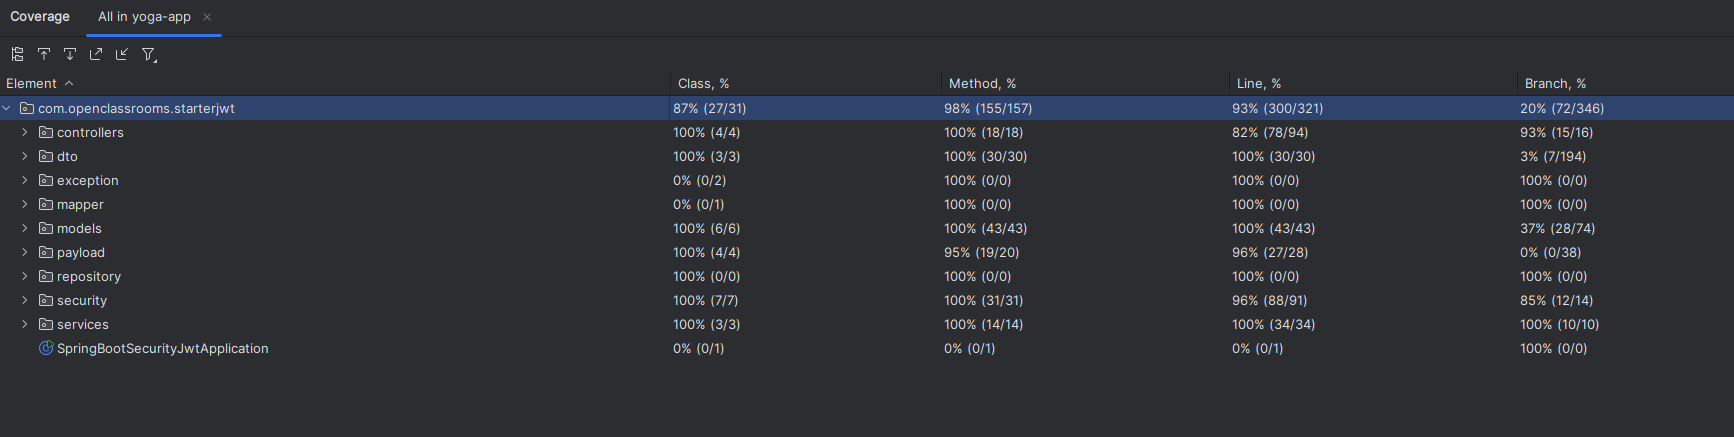 Coverage All in yoga-app
Element Class, % Method, % Line, % Branch, %
com.openclassrooms.starterjwt 87% (27/31) 98% (155/157) 93% (300/321) 20% (72/346)
controllers 100% (4/4) 100% (18/18) 82% (78/94) 93% (15/16)
dto 100% (3/3) 100% (30/30) 100% (30/30) 3% (7/194)
exception 0% (0/2) 100% (0/0) 100% (0/0) 100% (0/0)
mapper 0% (0/1) 100% (0/0) 100% (0/0) 100% (0/0)
models 100% (6/6) 100% (43/43) 100% (43/43) 37% (28/74)
payload 100% (4/4) 95% (19/20) 96% (27/28) 0% (0/38)
repository 100% (0/0) 100% (0/0) 100% (0/0) 100% (0/0)
security 100% (7/7) 100% (31/31) 96% (88/91) 85% (12/14)
services 100% (3/3) 100% (14/14) 100% (34/34) 100% (10/10)
SpringBootSecurityJwtApplication 0% (0/1) 0% (0/1) 0% (0/1) 100% (0/0)